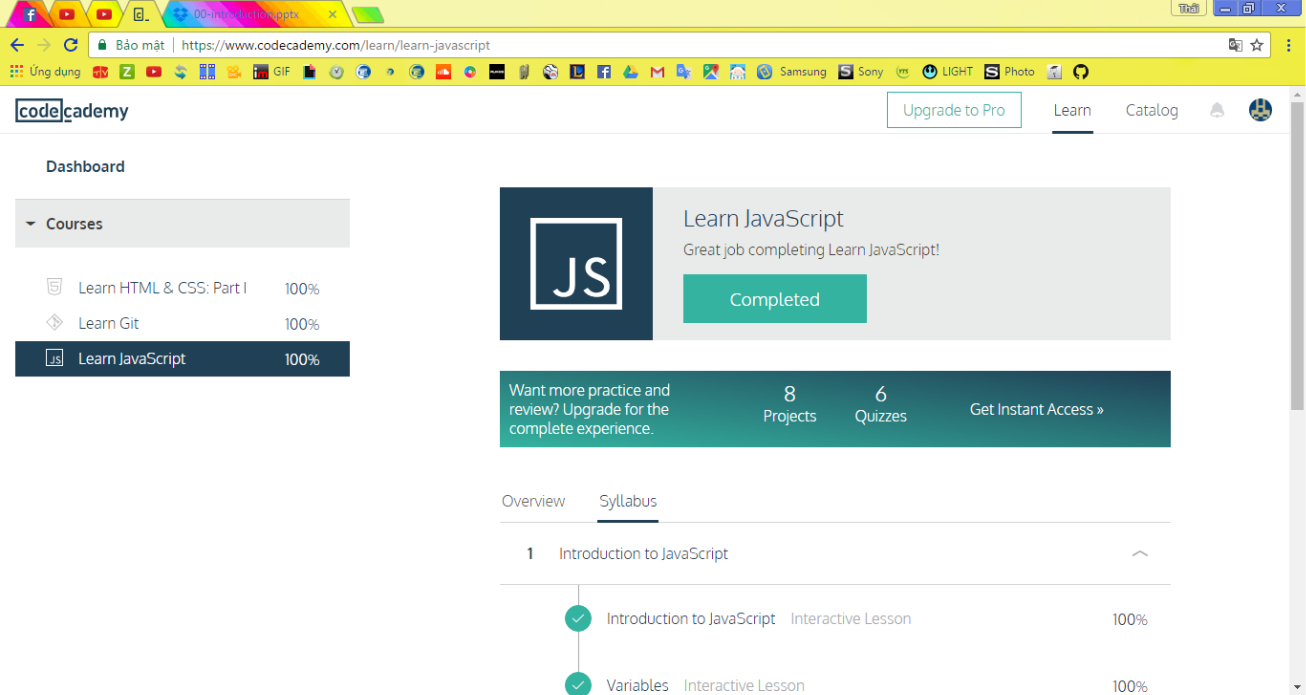 00-introduction.pptx
Thái
Bảo mật | https://www.codecademy.com/learn/learn-javascript
Ứng dụng GIF Samsung Sony LIGHT Photo
codecademy
Upgrade to Pro
Learn
Catalog
Dashboard
Courses
Learn HTML & CSS: Part I 100%
Learn Git 100%
JS Learn JavaScript 100%
JS
Learn JavaScript
Great job completing Learn JavaScript!
Completed
Want more practice and
review? Upgrade for the
complete experience.
8
Projects
6
Quizzes
Get Instant Access »
Overview
Syllabus
1 Introduction to JavaScript
Introduction to JavaScript Interactive Lesson 100%
Variables Interactive Lesson 100%